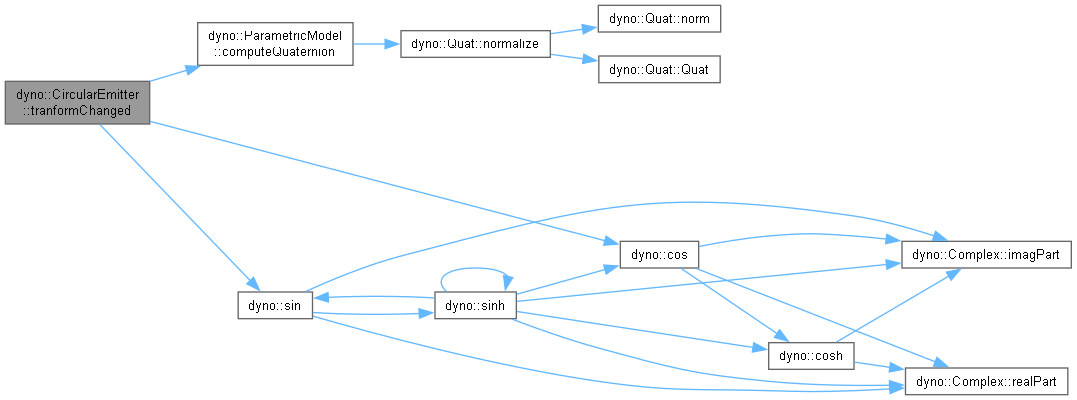 dyno::Quat::norm
dyno::ParametricModel
::computeQuaternion
dyno::Quat::normalize
dyno::Quat::Quat
dyno::CircularEmitter
::tranformChanged
dyno::cos
dyno::Complex::imagPart
dyno::sin
dyno::sinh
dyno::cosh
dyno::Complex::realPart